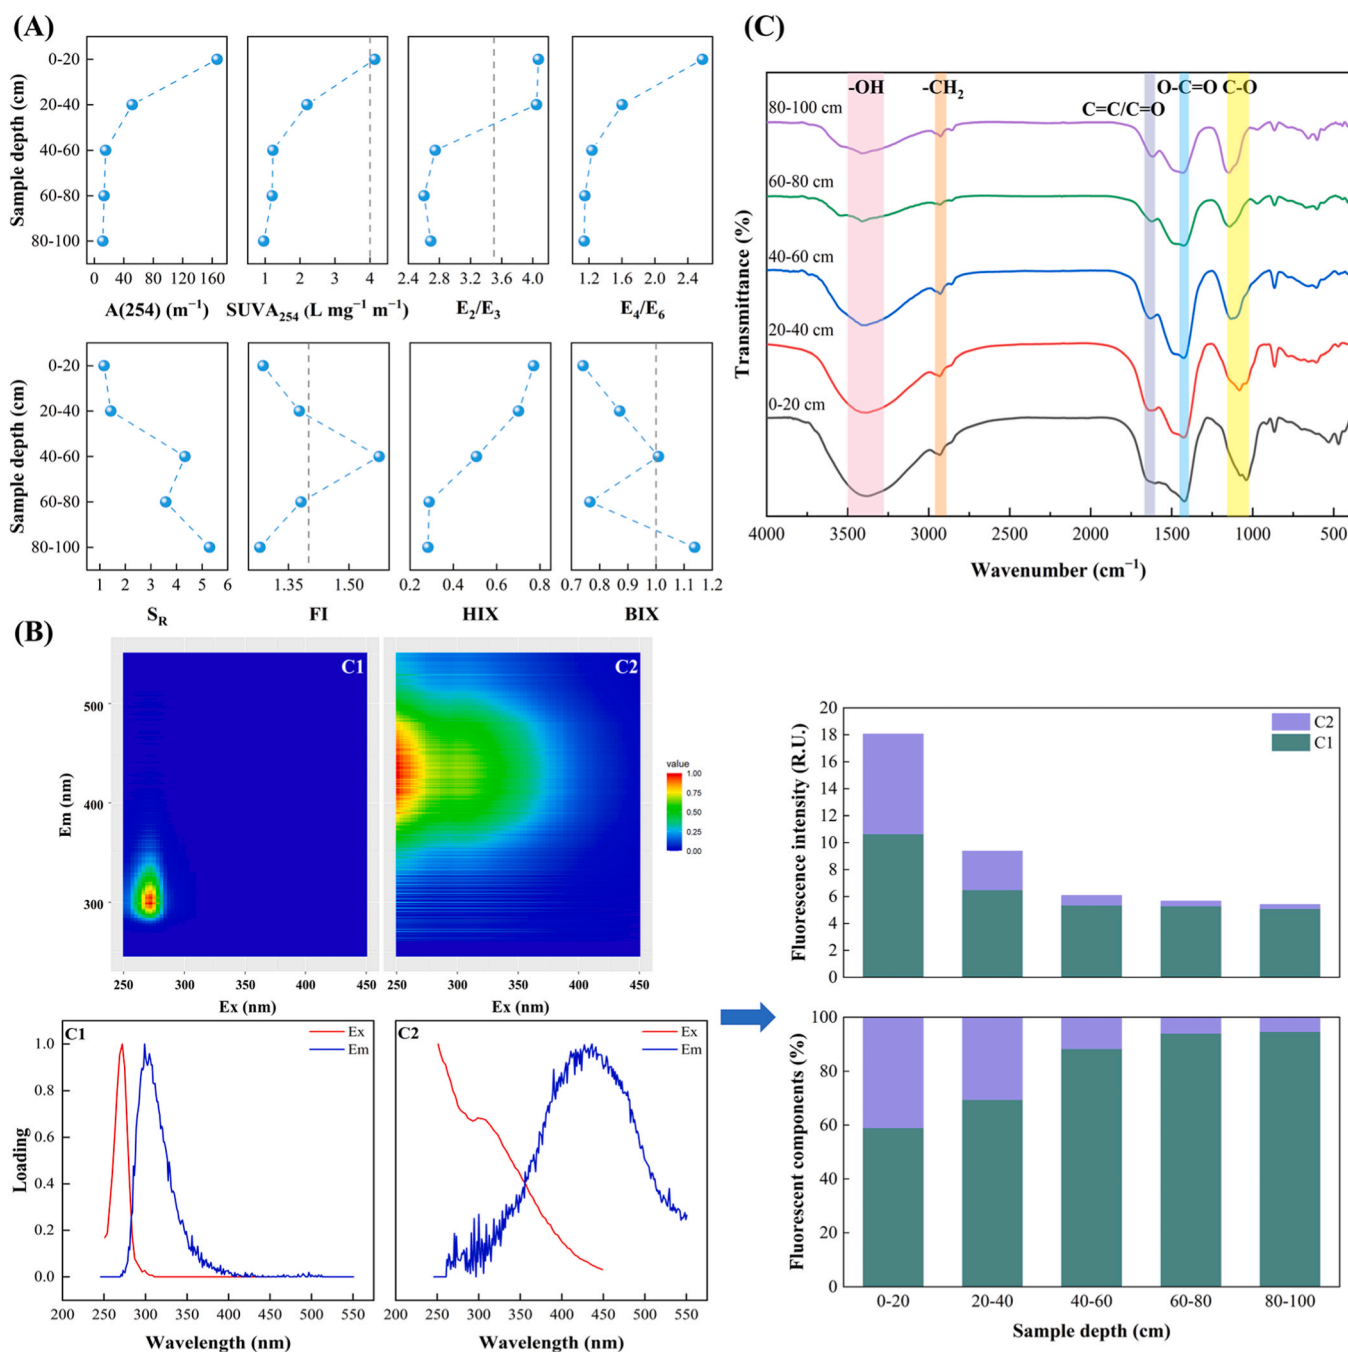 (A)
Sample depth (cm)
0-20
20-40
40-60
60-80
80-100
0 40 80 120 160
A(254) (m⁻¹)
1 2 3 4
SUVA₂₅₄ (L mg⁻¹ m⁻¹)
2.4 2.8 3.2 3.6 4.0
E₂/E₃
1.2 1.6 2.0 2.4
E₄/E₆
Sample depth (cm)
0-20
20-40
40-60
60-80
80-100
1 2 3 4 5 6
S_R
1.35 1.50
FI
0.2 0.4 0.6 0.8
HIX
0.7 0.8 0.9 1.0 1.1 1.2
BIX
(C)
-OH -CH₂ O-C=O C-O
C=C/C=O
80-100 cm
60-80 cm
40-60 cm
20-40 cm
0-20 cm
Transmittance (%)
4000 3500 3000 2500 2000 1500 1000 500
Wavenumber (cm⁻¹)
(B)
C1
C2
Em (nm)
500
400
300
250 300 350 400 450
250 300 350 400 450
Ex (nm)
value
1.00
0.75
0.50
0.25
0.00
C1
Ex
Em
C2
Ex
Em
Loading
1.0
0.8
0.6
0.4
0.2
0.0
200 250 300 350 400 450 500 550
200 250 300 350 400 450 500 550
Wavelength (nm)
Wavelength (nm)
Fluorescence intensity (R.U.)
20
18
16
14
12
10
8
6
4
2
0
C2
C1
Fluorescent components (%)
100
80
60
40
20
0
0-20 20-40 40-60 60-80 80-100
Sample depth (cm)